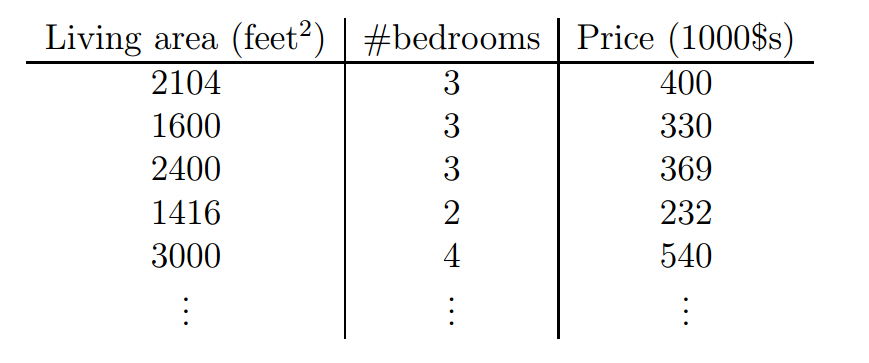 Living area (feet²) #bedrooms Price (1000$s)
2104 3 400
1600 3 330
2400 3 369
1416 2 232
3000 4 540
⋮ ⋮ ⋮